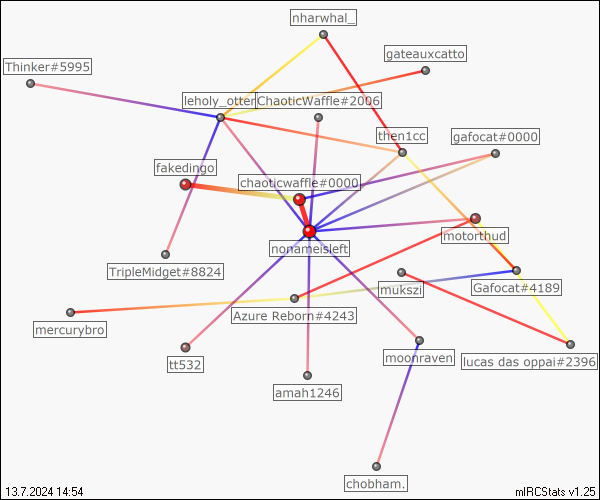 nharwhal_
gateauxcatto
Thinker#5995
leholy_otter
ChaoticWaffle#2006
then1cc
gafocat#0000
fakedingo
chaoticwaffle#0000
motorthud
nonameisleft
TripleMidget#8824
mukszi
Gafocat#4189
Azure Reborn#4243
mercurybro
tt532
moonraven
lucas das oppai#2396
amah1246
chobham.
13.7.2024 14:54
mIRCStats v1.25